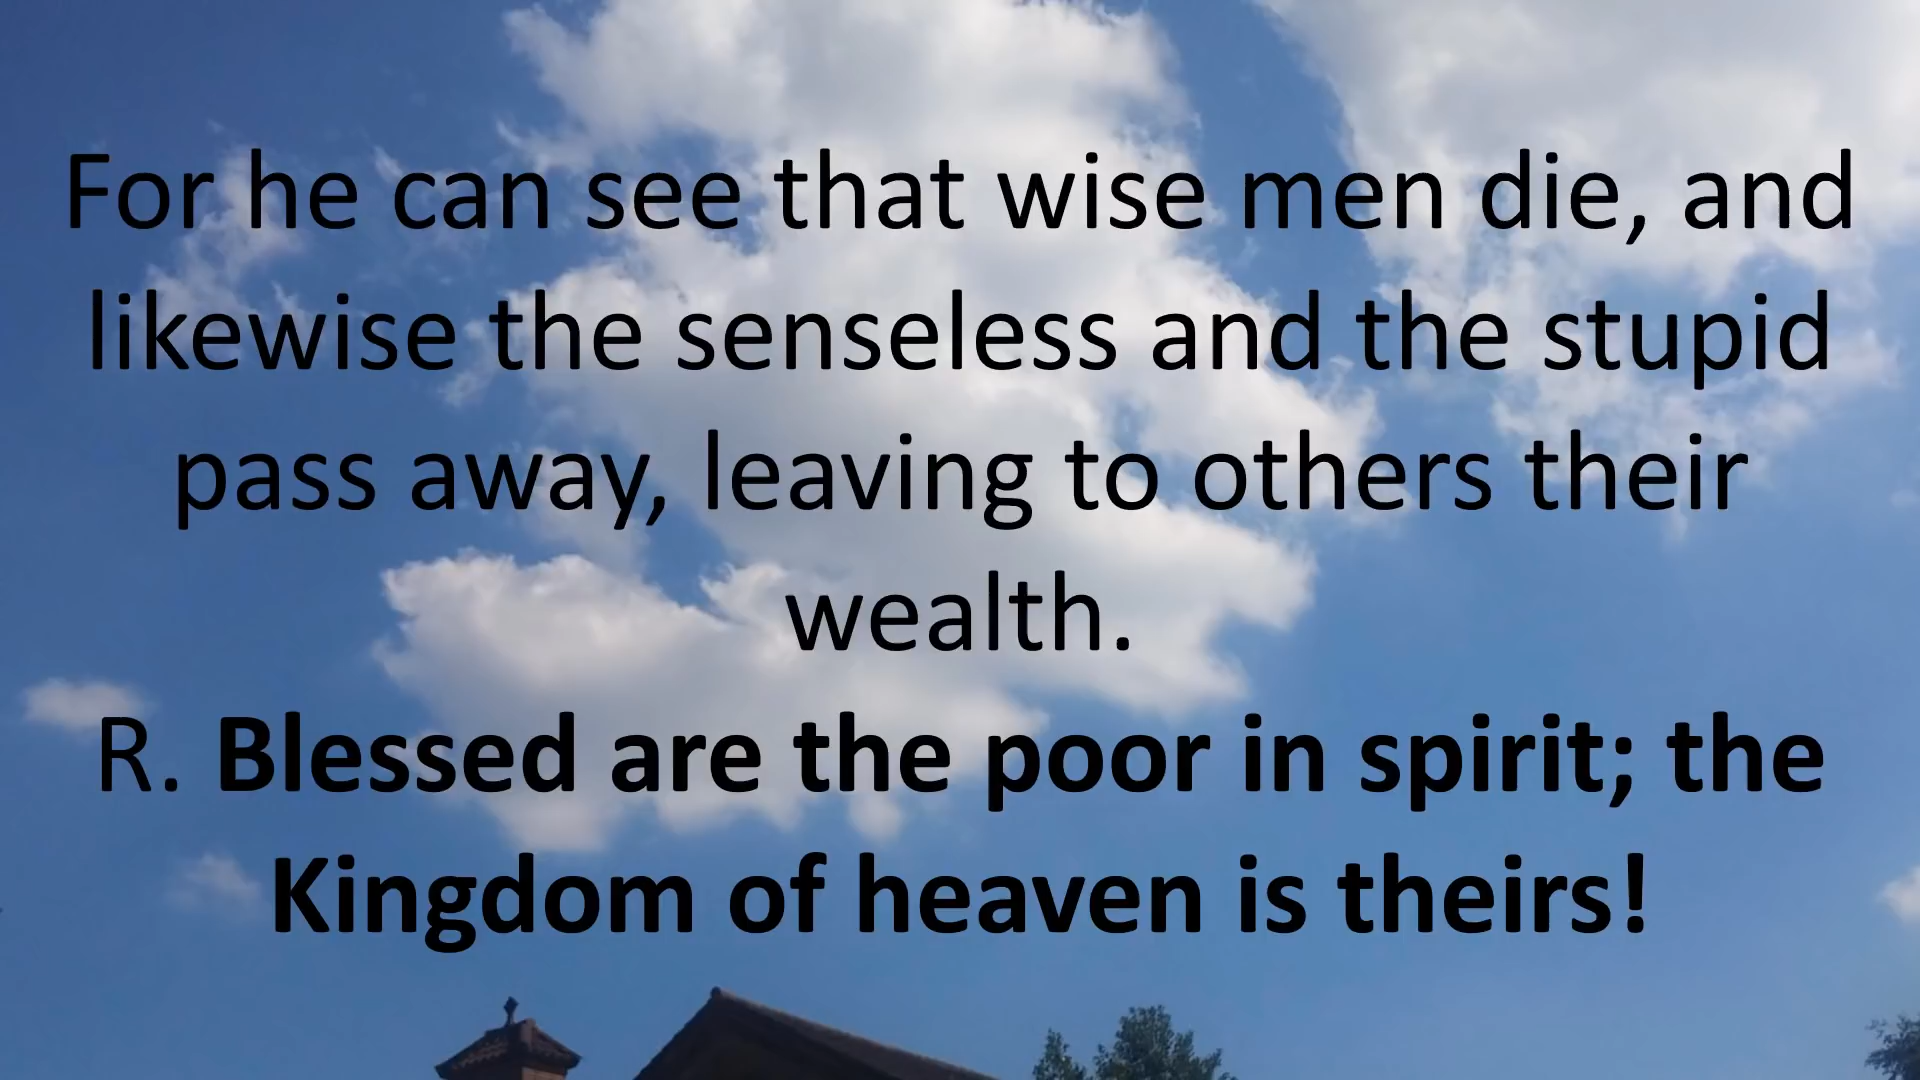 For he can see that wise men die, and
likewise the senseless and the stupid
pass away, leaving to others their
wealth.
R. Blessed are the poor in spirit; the
Kingdom of heaven is theirs!